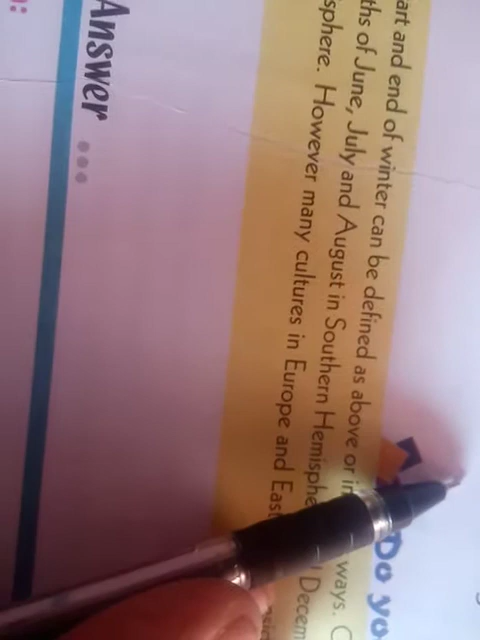 Do yo
art and end of winter can be defined as above or in ways.
ths of June, July and August in Southern Hemisphe Decem
sphere. However many cultures in Europe and East
Answer